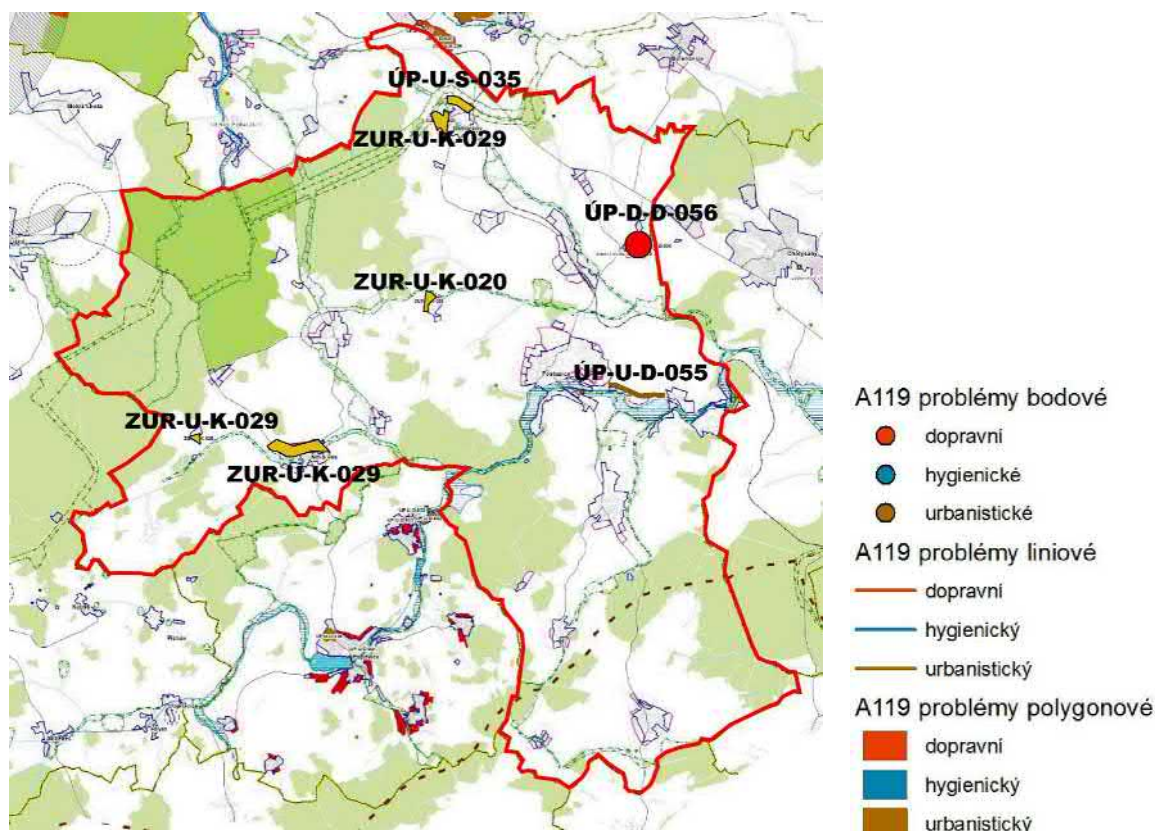 ÚP-U-S-035
ZUR-U-K-029
ÚP-D-D-056
ZUR-U-K-020
ÚP-U-D-055
ZUR-U-K-029
ZUR-U-K-029
A119 problémy bodové
dopravní
hygienické
urbanistické
A119 problémy liniové
dopravní
hygienický
urbanistický
A119 problémy polygonové
dopravní
hygienický
urbanistický